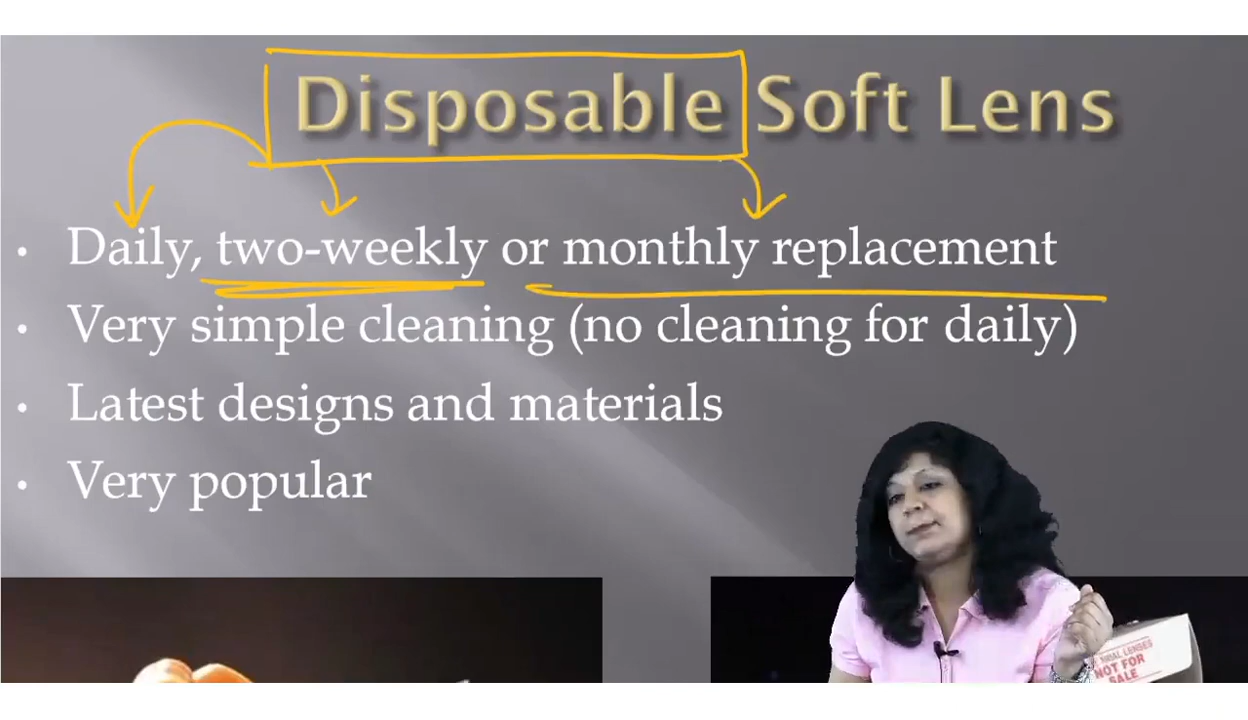 Disposable Soft Lens
• Daily, two-weekly or monthly replacement
• Very simple cleaning (no cleaning for daily)
• Latest designs and materials
• Very popular
LENSES
NOT FOR
SALE